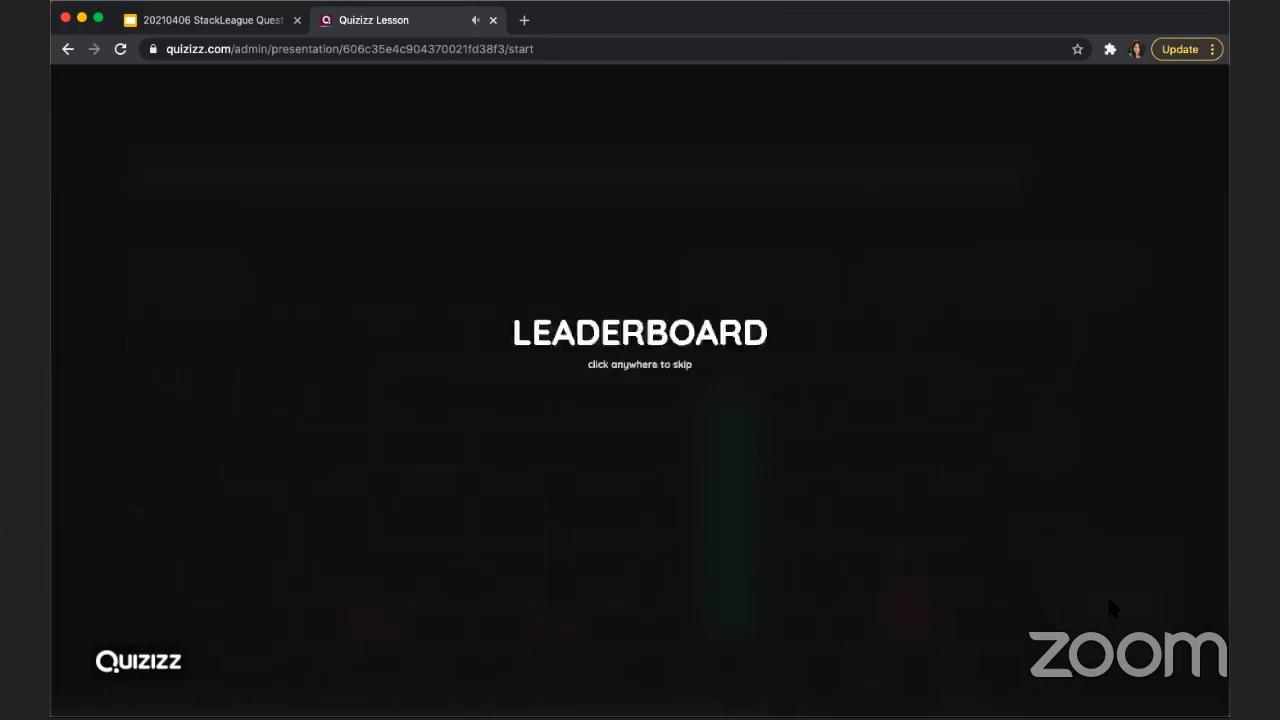 20210406 StackLeague Quest
Quizizz Lesson
quizizz.com/admin/presentation/606c35e4c904370021fd38f3/start
Update
LEADERBOARD
click anywhere to skip
QUIZIZZ
zoom